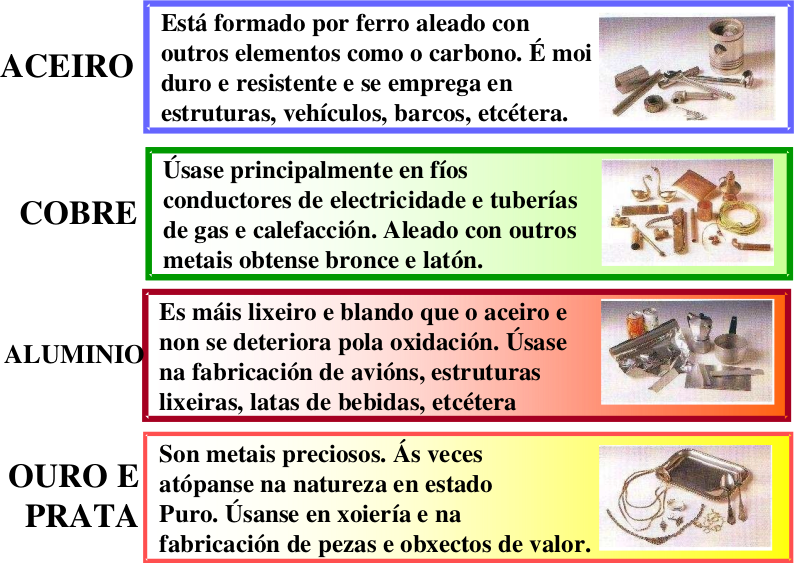 ACEIRO
Está formado por ferro aleado con
outros elementos como o carbono. É moi
duro e resistente e se emprega en
estruturas, vehículos, barcos, etcétera.
COBRE
Úsase principalmente en fíos
conductores de electricidade e tuberías
de gas e calefacción. Aleado con outros
metais obtense bronce e latón.
ALUMINIO
Es máis lixeiro e blando que o aceiro e
non se deteriora pola oxidación. Úsase
na fabricación de avións, estruturas
lixeiras, latas de bebidas, etcétera
OURO E
PRATA
Son metais preciosos. Ás veces
atópanse na natureza en estado
Puro. Úsanse en xoiería e na
fabricación de pezas e obxectos de valor.